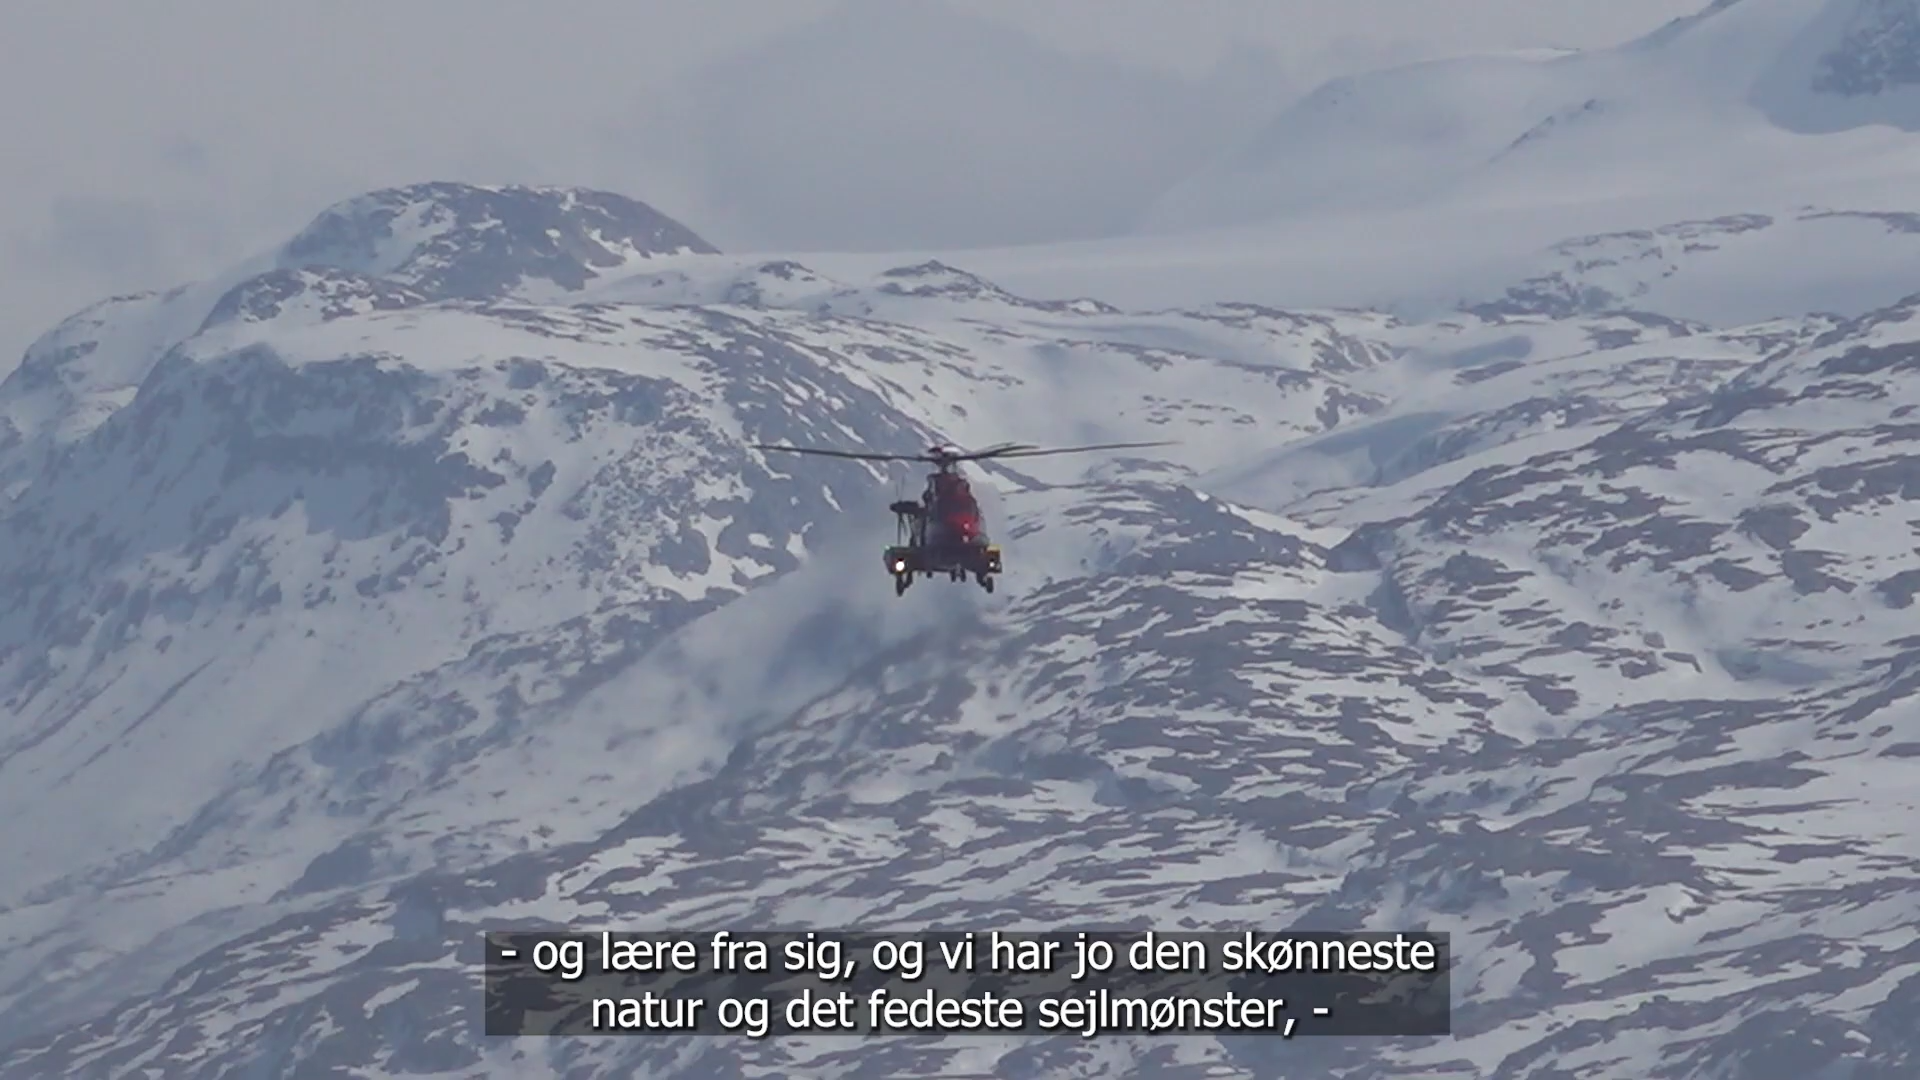 - og lære fra sig, og vi har jo den skønneste
natur og det fedeste sejlmønster, -